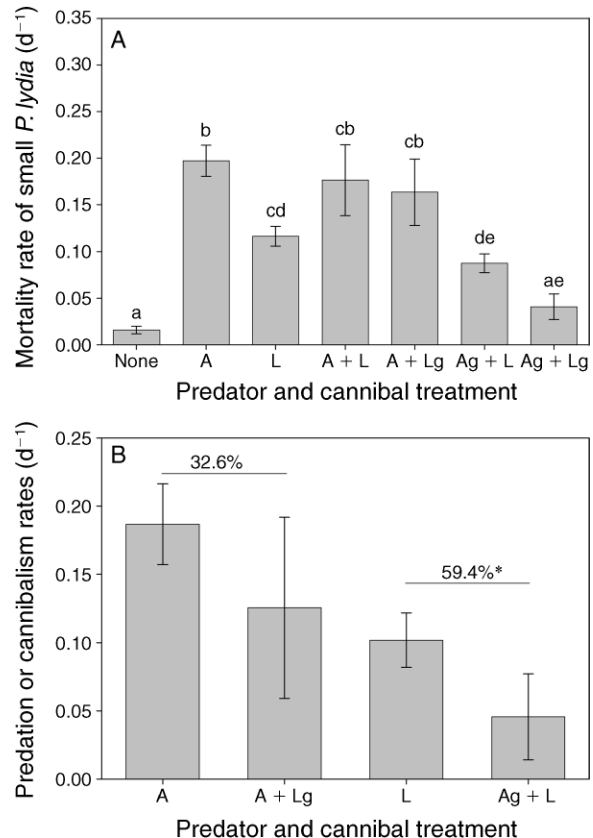 A
Mortality rate of small P. lydia (d⁻¹)
0.35
0.30
0.25
0.20
0.15
0.10
0.05
0.00
a
b
cd
cb
cb
de
ae
None A L A + L A + Lg Ag + L Ag + Lg
Predator and cannibal treatment
B
Predation or cannibalism rates (d⁻¹)
0.25
0.20
0.15
0.10
0.05
0.00
32.6%
59.4%*
A A + Lg L Ag + L
Predator and cannibal treatment